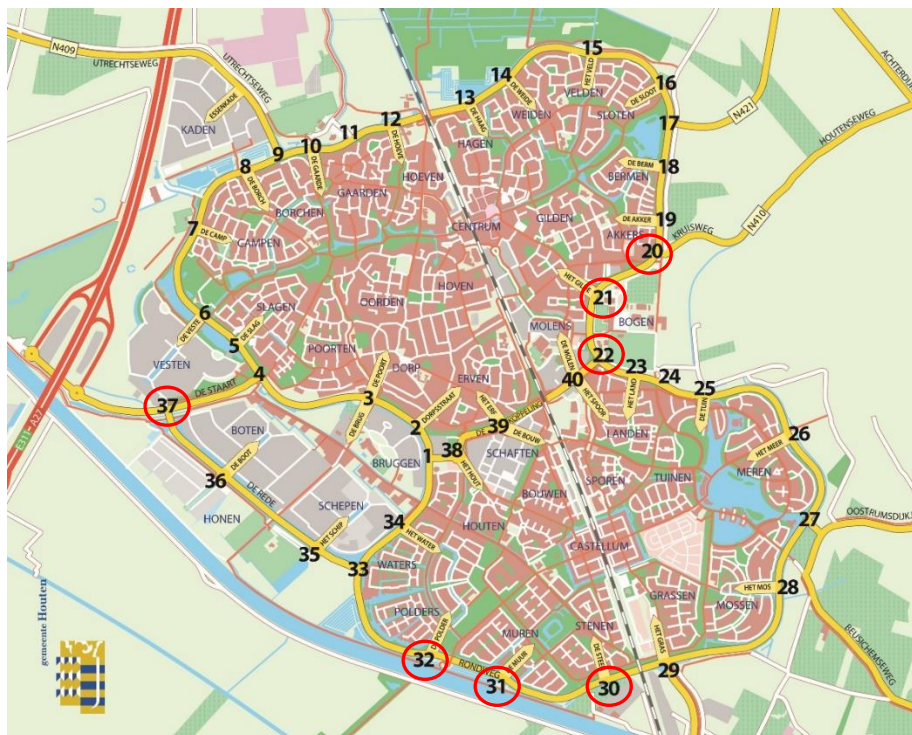 N409
UTRECHTSEWEG
UTRECHTSEWEG
ESSENKADE
KADEN
15
14
HET VELD
VELDEN
16
DE SLOOT
SLOTEN
DE WEIDE
WEIDEN
13
DE HAAG
HAGEN
17
N421
HOUTENSEWEG
12
DE HOEVE
HOEVEN
11
GAARDEN
10
DE GAARDE
9
8
DE BORCH
BORCHEN
DE BERM
18
BERMEN
7
DE CAMP
CAMPEN
CENTRUM
GILDEN
DE AKKER
19
AKKERS
KRUISWEG
N410
20
HOVEN
OORDEN
21
BOGEN
MOLENS
6
DE VESTE
SLAGEN
DE SLAG
5
POORTEN
VESTEN
DE STAART
4
37
DORP
DE POORT
3
DE BRUG
ERVEN
DORPSSTRAAT
HET ERF
DE MOLEN
22
40
HET SPOOR
23
HET LAND
24
25
DE TUIN
LANDEN
26
HET MEER
MEREN
E311- A27
BOTEN
DE BOOT
36
DE REDE
HONEN
SCHEPEN
HET SCHIP
35
BRUGGEN
2
1
38
39
DE BOUW
SCHAFTEN
HET HOUT
BOUWEN
SPOREN
TUINEN
34
HET WATER
HOUTEN
33
WATERS
CASTELLUM
27
OOSTRUMSDIJK
28
HET MOS
MOSSEN
GRASSEN
POLDERS
DE POLDER
32
RONDWEG
MUREN
DE MUUR
31
STENEN
30
HET GRAS
29
BEUSICHEMSEWEG
gemeente Houten